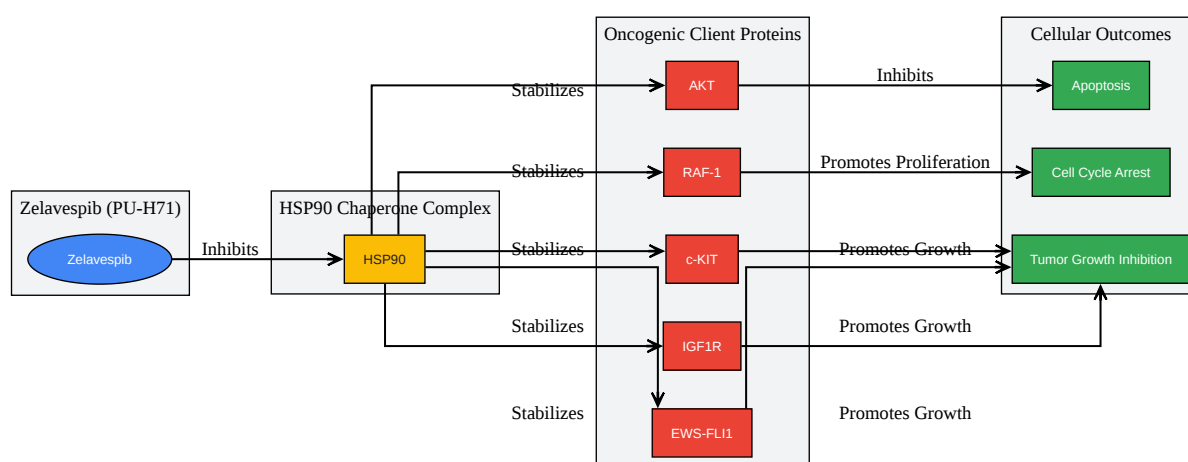 Oncogenic Client Proteins
Cellular Outcomes
Stabilizes
AKT
Inhibits
Apoptosis
Stabilizes
RAF-1
Promotes Proliferation
Cell Cycle Arrest
Zelavespib (PU-H71)
HSP90 Chaperone Complex
Zelavespib
Inhibits
HSP90
Stabilizes
c-KIT
Promotes Growth
Tumor Growth Inhibition
Stabilizes
IGF1R
Promotes Growth
Stabilizes
EWS-FLI1
Promotes Growth